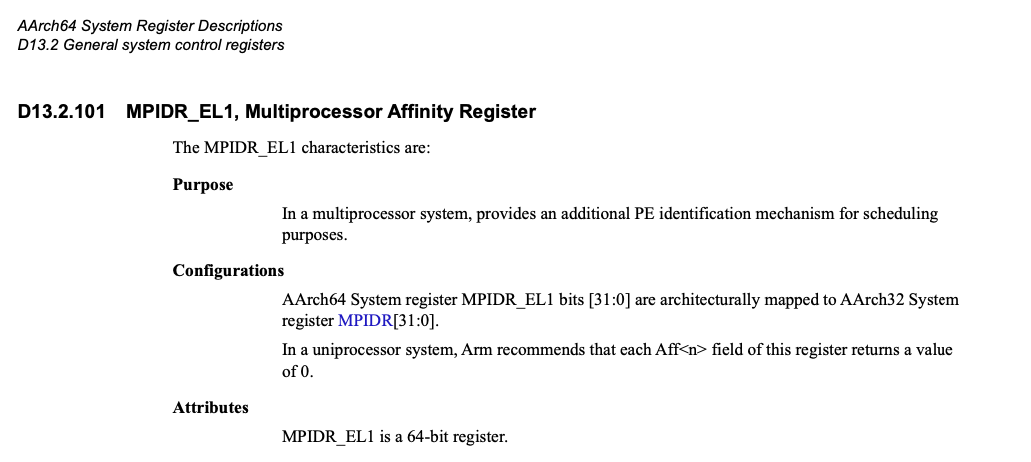 AArch64 System Register Descriptions
D13.2 General system control registers
D13.2.101 MPIDR_EL1, Multiprocessor Affinity Register
The MPIDR_EL1 characteristics are:
Purpose
In a multiprocessor system, provides an additional PE identification mechanism for scheduling
purposes.
Configurations
AArch64 System register MPIDR_EL1 bits [31:0] are architecturally mapped to AArch32 System
register MPIDR[31:0].
In a uniprocessor system, Arm recommends that each Aff<n> field of this register returns a value
of 0.
Attributes
MPIDR_EL1 is a 64-bit register.